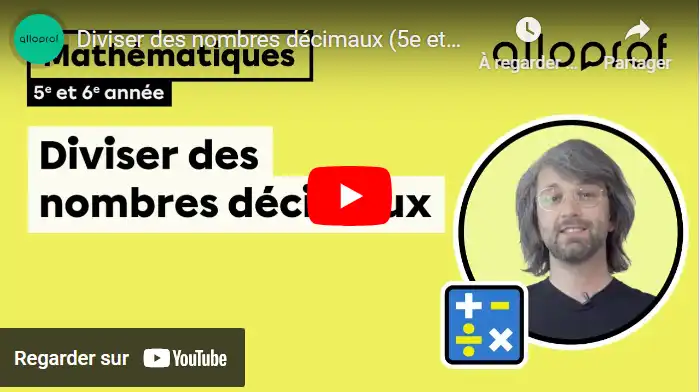 alloprof
Diviser des nombres décimaux (5e et...
alloprof
Mathématiques
À regarder ...
Partager
5e et 6e année
Diviser des
nombres décimaux
Regarder sur YouTube